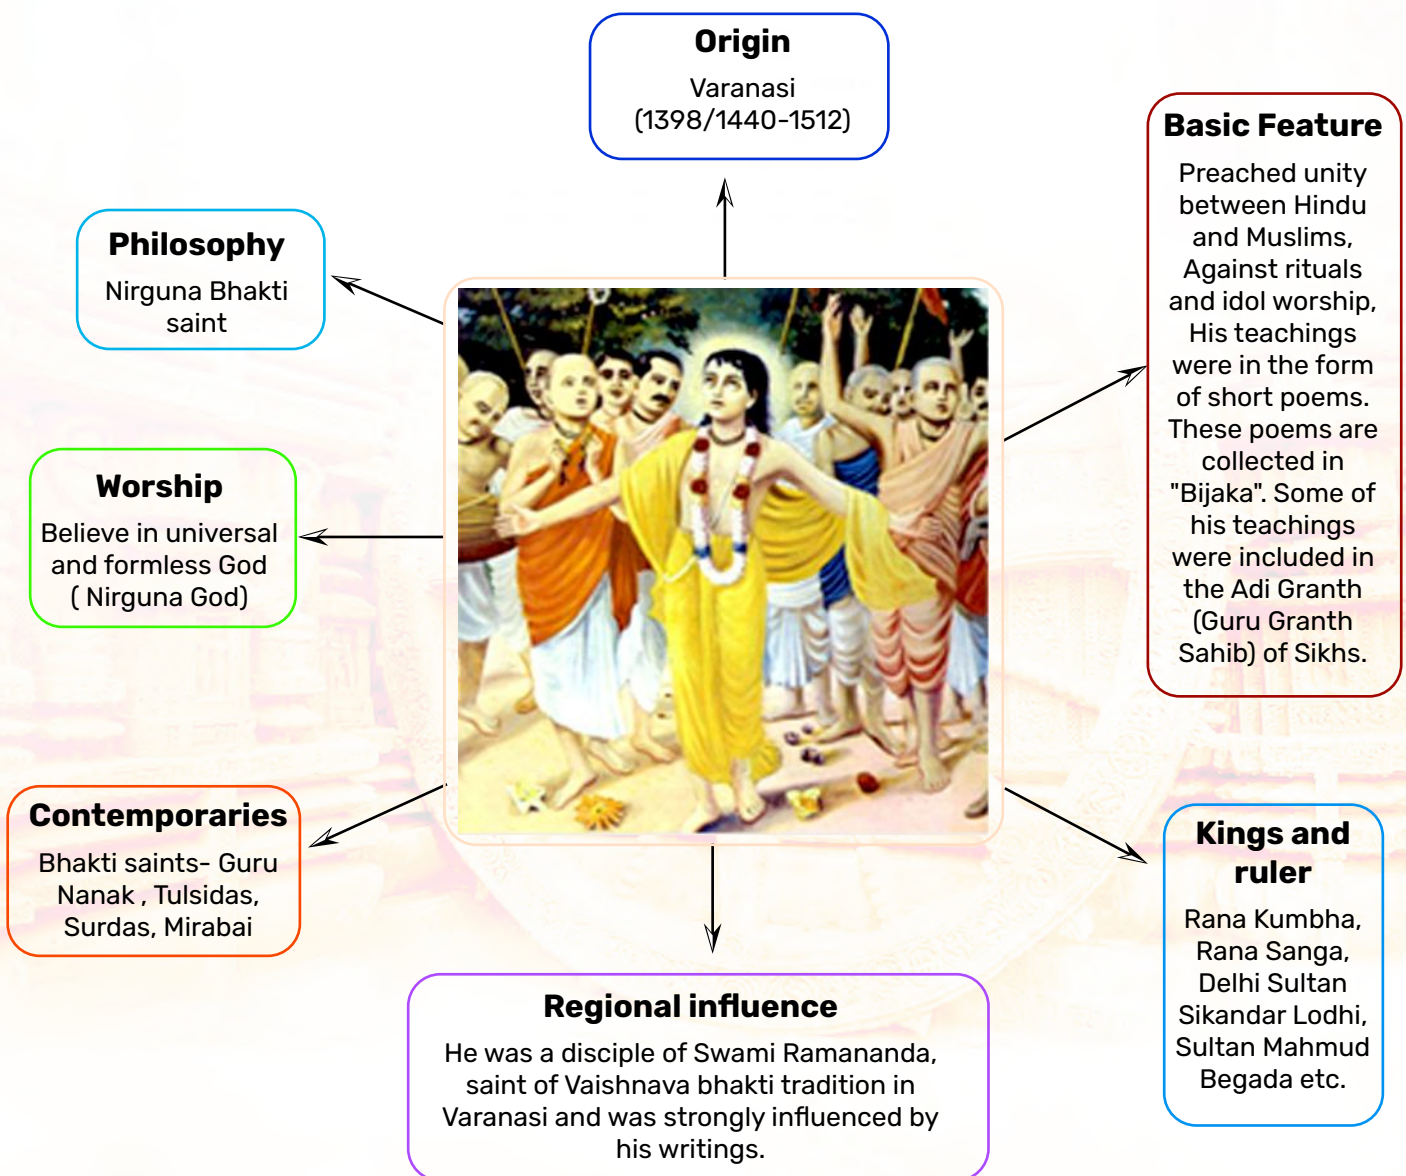 Origin
Varanasi
(1398/1440-1512)
Philosophy
Nirguna Bhakti
saint
Basic Feature
Preached unity
between Hindu
and Muslims,
Against rituals
and idol worship,
His teachings
were in the form
of short poems.
These poems are
collected in
"Bijaka". Some of
his teachings
were included in
the Adi Granth
(Guru Granth
Sahib) of Sikhs.
Worship
Believe in universal
and formless God
( Nirguna God)
Contemporaries
Bhakti saints- Guru
Nanak , Tulsidas,
Surdas, Mirabai
Kings and
ruler
Rana Kumbha,
Rana Sanga,
Delhi Sultan
Sikandar Lodhi,
Sultan Mahmud
Begada etc.
Regional influence
He was a disciple of Swami Ramananda,
saint of Vaishnava bhakti tradition in
Varanasi and was strongly influenced by
his writings.